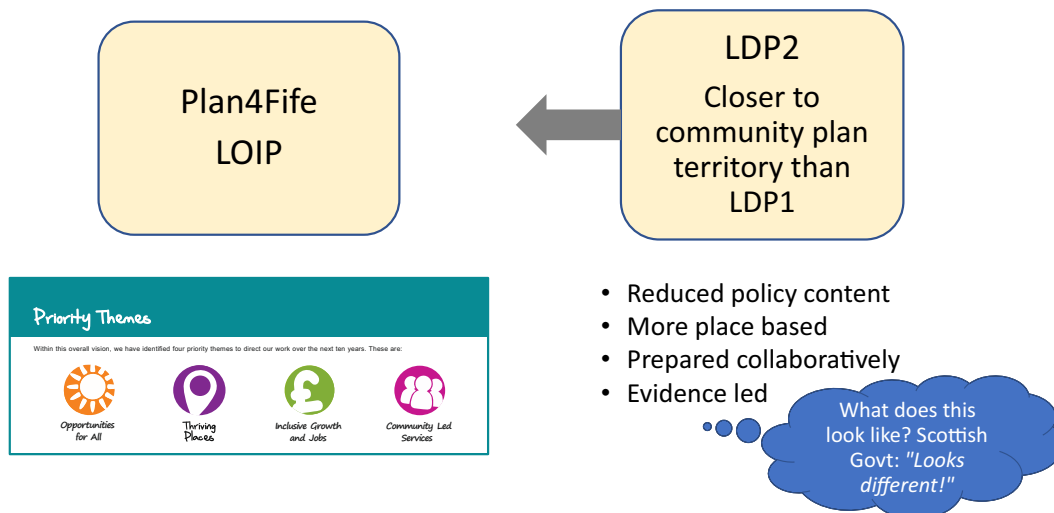 Plan4Fife
LOIP
LDP2
Closer to
community plan
territory than
LDP1
Priority Themes
Within this overall vision, we have identified four priority themes to direct our work over the next ten years. These are:
Opportunities
for All
Thriving
Places
Inclusive Growth
and Jobs
Community Led
Services
• Reduced policy content
• More place based
• Prepared collaboratively
• Evidence led
What does this
look like? Scottish
Govt: "Looks
different!"